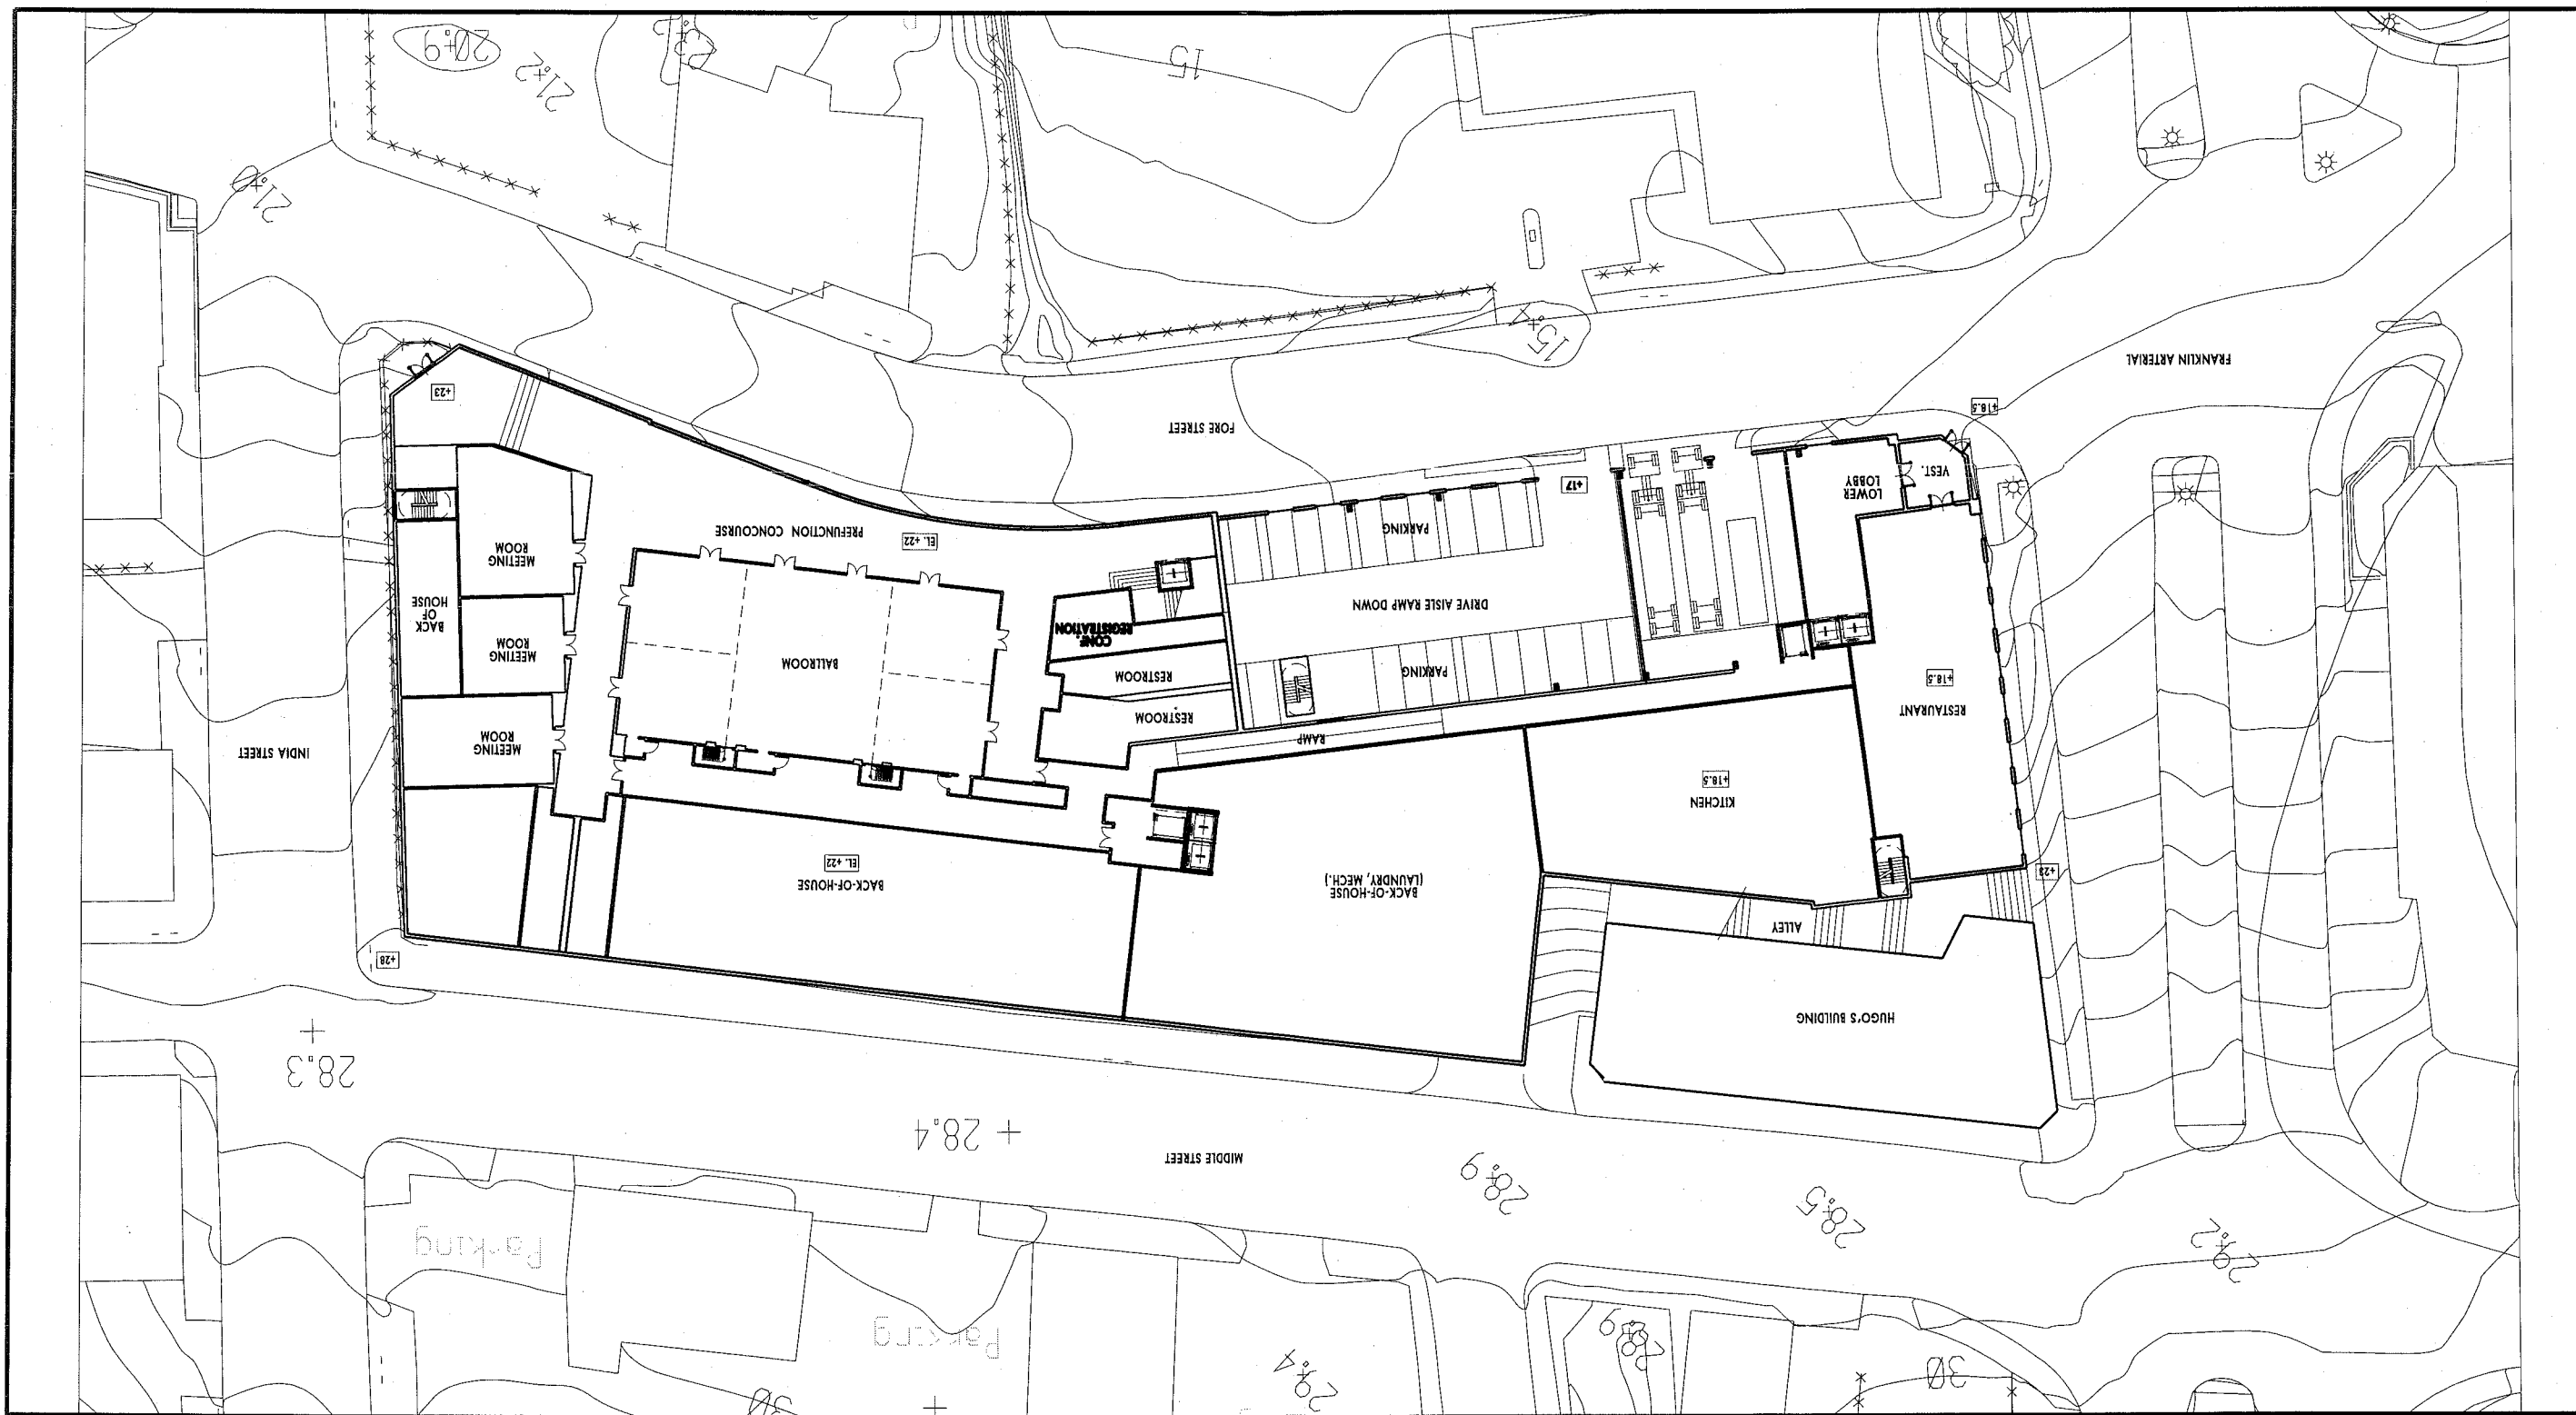 30
28.9
29.4
30
Parking
Parking
29.2
28.5
28.9
MIDDLE STREET
+ 28.4
28.3
HUGO'S BUILDING
+28
ALLEY
+23
BACK-OF-HOUSE
(LAUNDRY, MECH.)
BACK-OF-HOUSE
EL. +22
KITCHEN
+18.5
RESTAURANT
+18.5
RAMP
RESTROOM
RESTROOM
MEETING
ROOM
INDIA STREET
PARKING
BALLROOM
MEETING
ROOM
CONF.
REGISTRATION
BACK
OF
HOUSE
DRIVE AISLE RAMP DOWN
MEETING
ROOM
PARKING
EL. +22
PREFUNCTION CONCOURSE
LOWER
LOBBY
VEST.
+17
FORE STREET
+18.5
+23
FRANKLIN ARTERIAL
15.4
21.0
21.2
20.9
15